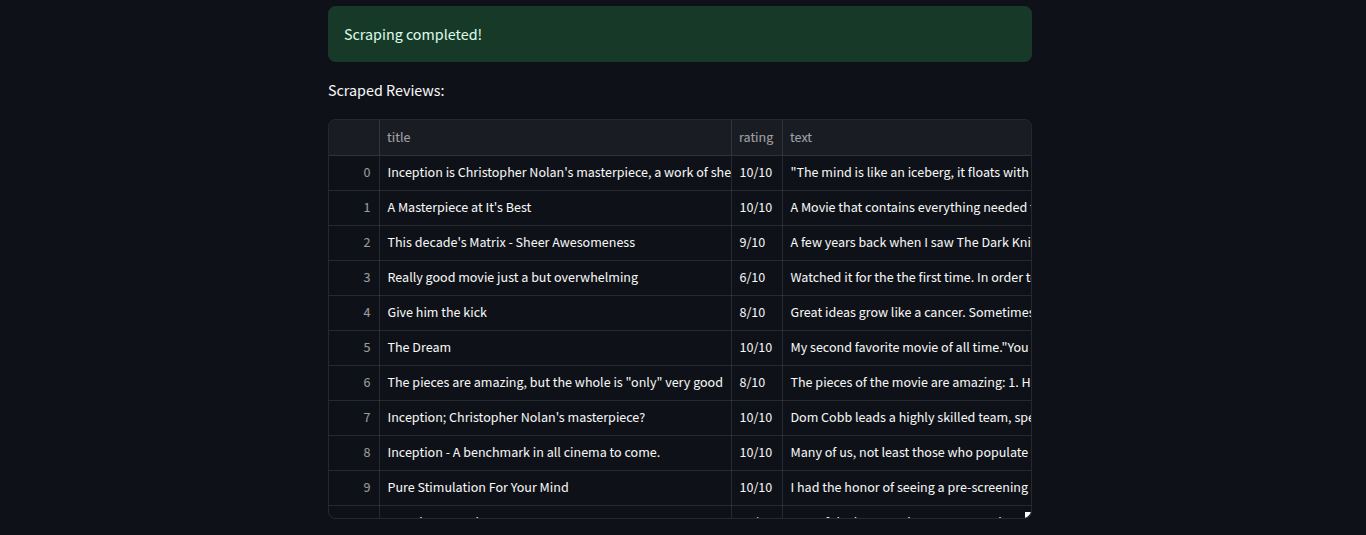 Scraping completed!
Scraped Reviews:
title rating text
0 Inception is Christopher Nolan's masterpiece, a work of she 10/10 "The mind is like an iceberg, it floats with
1 A Masterpiece at It's Best 10/10 A Movie that contains everything needed
2 This decade's Matrix - Sheer Awesomeness 9/10 A few years back when I saw The Dark Kni
3 Really good movie just a but overwhelming 6/10 Watched it for the the first time. In order t
4 Give him the kick 8/10 Great ideas grow like a cancer. Sometimes
5 The Dream 10/10 My second favorite movie of all time."You
6 The pieces are amazing, but the whole is "only" very good 8/10 The pieces of the movie are amazing: 1. H
7 Inception; Christopher Nolan's masterpiece? 10/10 Dom Cobb leads a highly skilled team, spe
8 Inception - A benchmark in all cinema to come. 10/10 Many of us, not least those who populate
9 Pure Stimulation For Your Mind 10/10 I had the honor of seeing a pre-screening